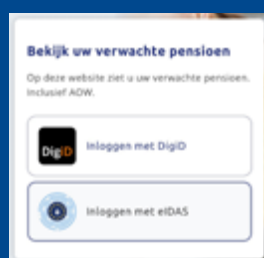 Bekijk uw verwachte pensioen
Op deze website ziet u uw verwachte pensioen.
Inclusief AOW.
DigiD
Inloggen met DigiD
Inloggen met eIDAS